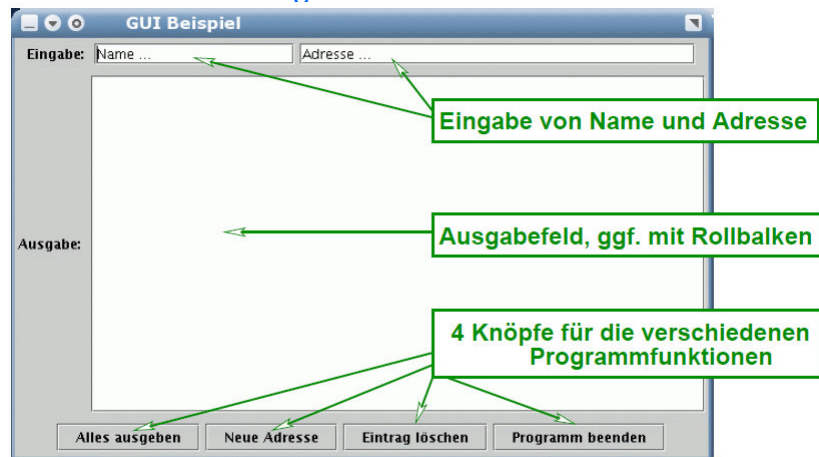 GUI Beispiel
Eingabe: Name ... Adresse ...
Eingabe von Name und Adresse
Ausgabe:
Ausgabefeld, ggf. mit Rollbalken
4 Knöpfe für die verschiedenen
Programmfunktionen
Alles ausgeben Neue Adresse Eintrag löschen Programm beenden